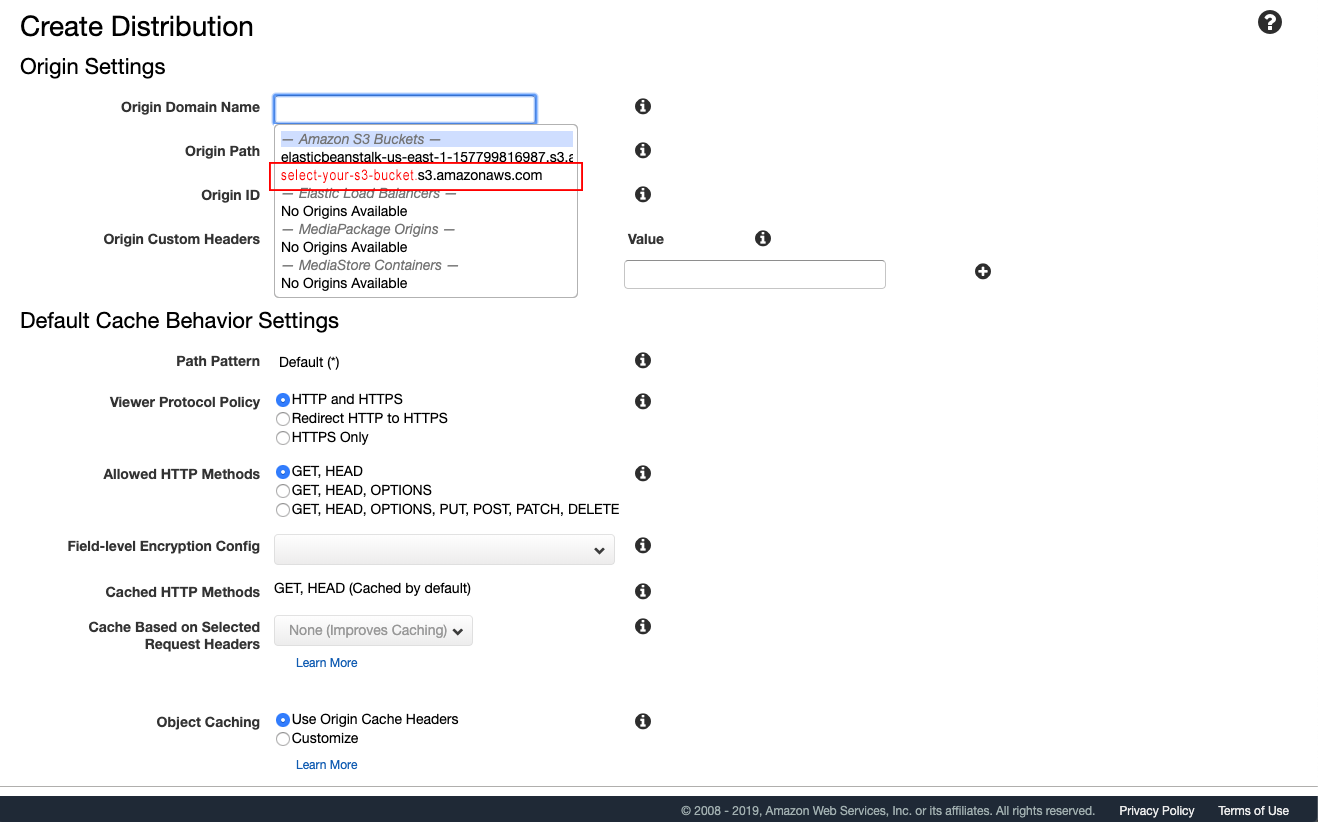 Create Distribution
Origin Settings
Origin Domain Name
— Amazon S3 Buckets —
elasticbeanstalk-us-east-1-157799816987.s3.a
Origin Path
select-your-s3-bucket.s3.amazonaws.com
Origin ID
— Elastic Load Balancers —
No Origins Available
— MediaPackage Origins —
Origin Custom Headers
Value
No Origins Available
— MediaStore Containers —
No Origins Available
Default Cache Behavior Settings
Path Pattern
Default (*)
Viewer Protocol Policy
HTTP and HTTPS
Redirect HTTP to HTTPS
HTTPS Only
Allowed HTTP Methods
GET, HEAD
GET, HEAD, OPTIONS
GET, HEAD, OPTIONS, PUT, POST, PATCH, DELETE
Field-level Encryption Config
Cached HTTP Methods
GET, HEAD (Cached by default)
Cache Based on Selected
Request Headers
None (Improves Caching)
Learn More
Object Caching
Use Origin Cache Headers
Customize
Learn More
© 2008 - 2019, Amazon Web Services, Inc. or its affiliates. All rights reserved. Privacy Policy Terms of Use